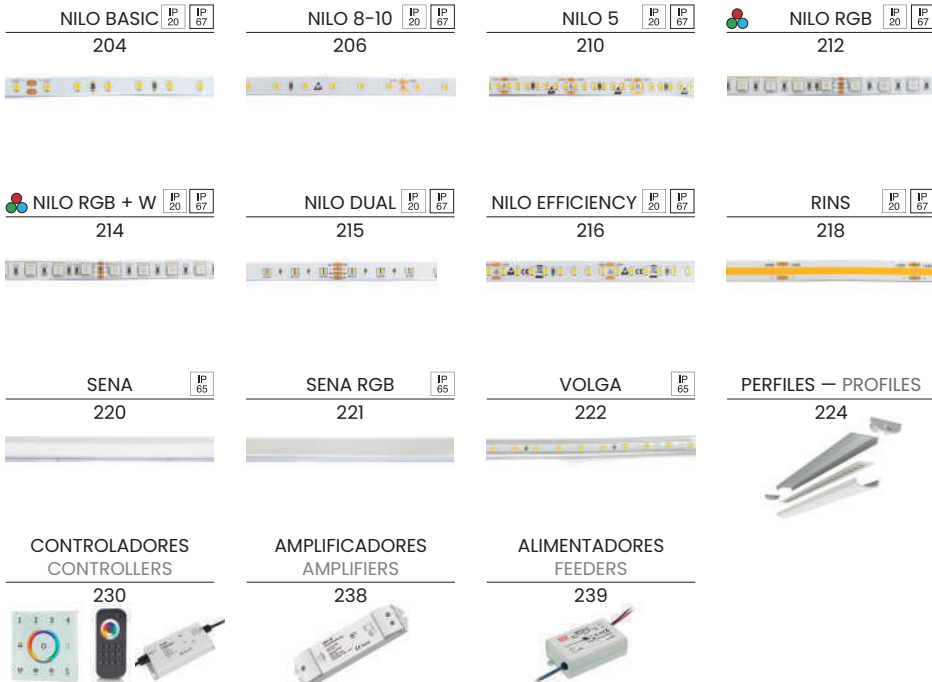 NILO BASIC IP 20 IP 67
204
NILO 8-10 IP 20 IP 67
206
NILO 5 IP 20 IP 67
210
NILO RGB IP 20 IP 67
212
NILO RGB + W IP 20 IP 67
214
NILO DUAL IP 20 IP 67
215
NILO EFFICIENCY IP 20 IP 67
216
RINS IP 20 IP 67
218
SENA IP 65
220
SENA RGB IP 65
221
VOLGA IP 65
222
PERFILES — PROFILES
224
CONTROLADORES
CONTROLLERS
230
1 2 3 4
AMPLIFICADORES
AMPLIFIERS
238
ALIMENTADORES
FEEDERS
239